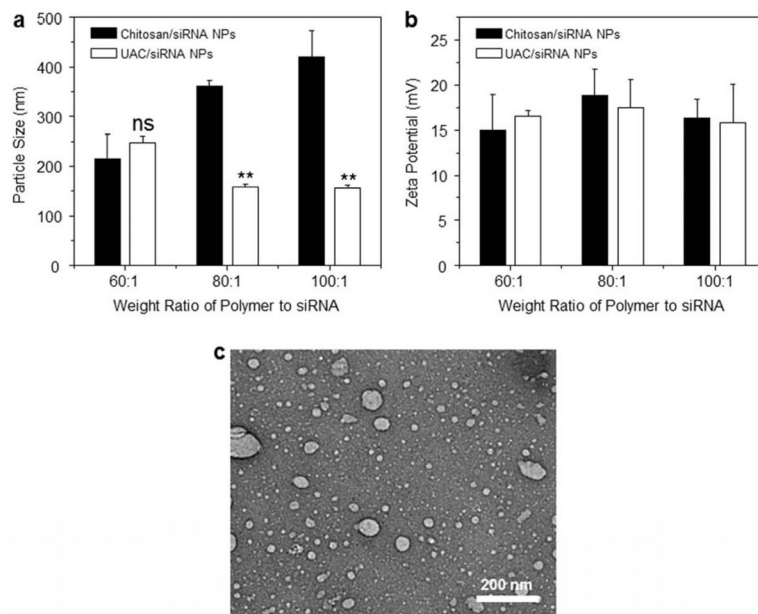 a
Chitosan/siRNA NPs
UAC/siRNA NPs
500
400
300
200
100
0
Particle Size (nm)
ns
**
**
60:1
80:1
100:1
Weight Ratio of Polymer to siRNA
b
Chitosan/siRNA NPs
UAC/siRNA NPs
25
20
15
10
5
0
Zeta Potential (mV)
60:1
80:1
100:1
Weight Ratio of Polymer to siRNA
c
200 nm